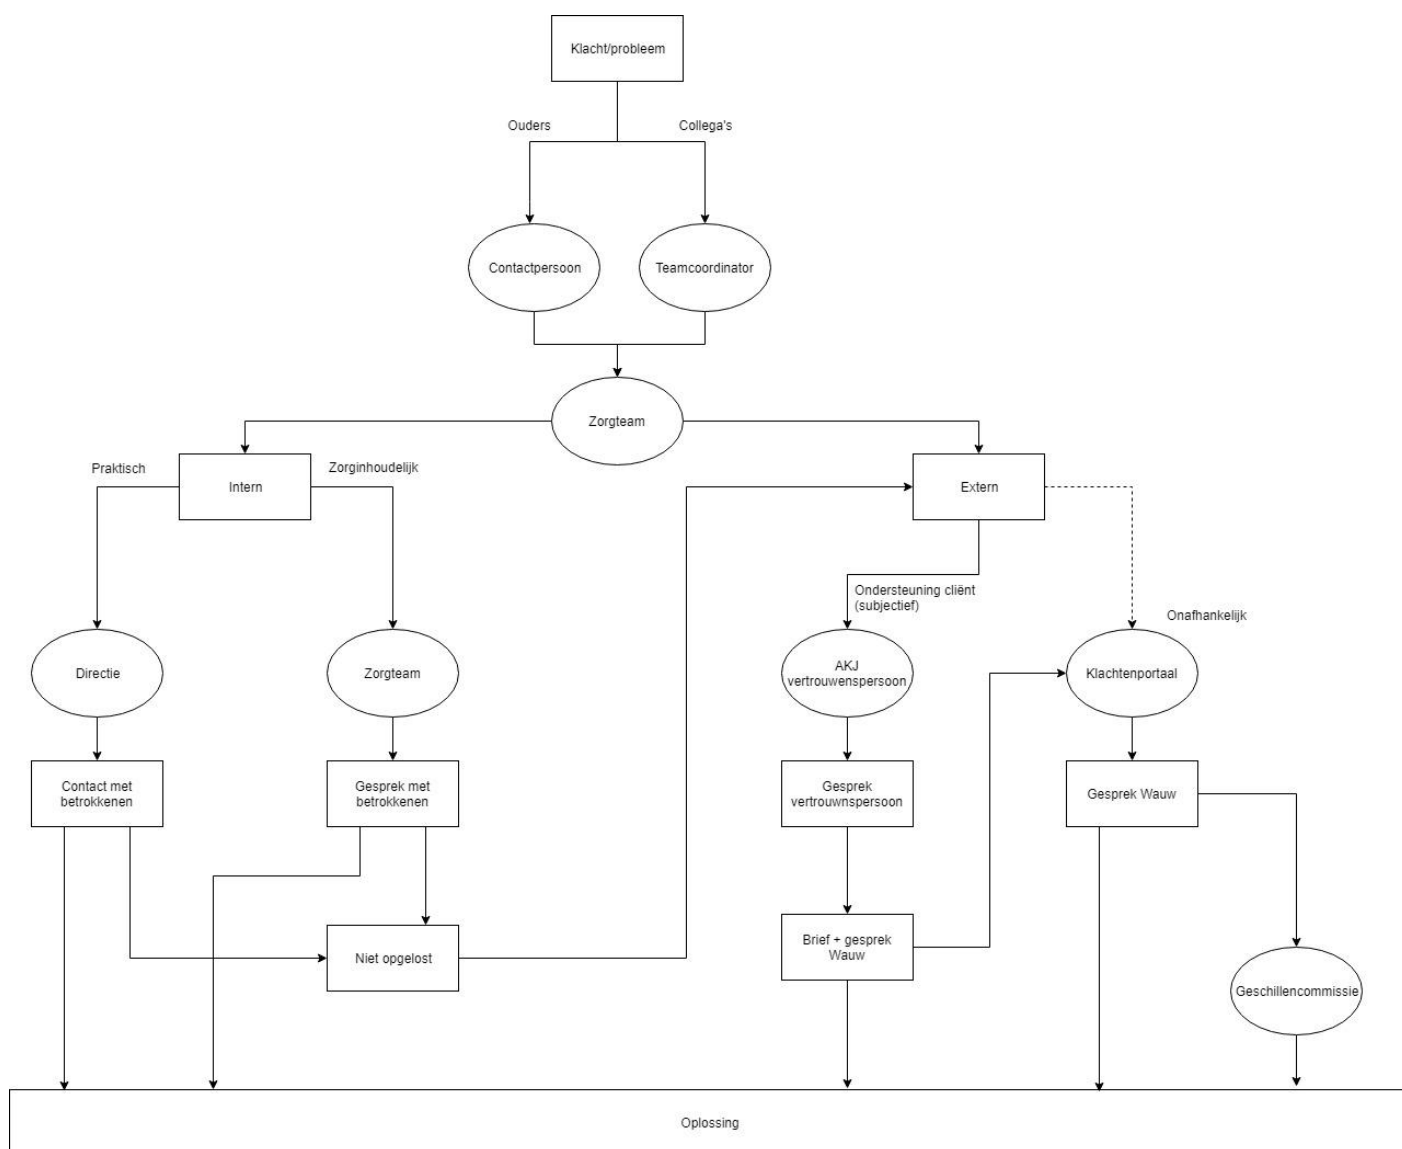 Klacht/probleem
Ouders
Collega's
Contactpersoon
Teamcoordinator
Zorgteam
Praktisch
Zorginhoudelijk
Intern
Extern
Ondersteuning cliënt
(subjectief)
Onafhankelijk
Directie
Zorgteam
AKJ
vertrouwenspersoon
Klachtenportaal
Contact met
betrokkenen
Gesprek met
betrokkenen
Gesprek
vertrouwnspersoon
Gesprek Wauw
Brief + gesprek
Wauw
Niet opgelost
Geschillencommissie
Oplossing